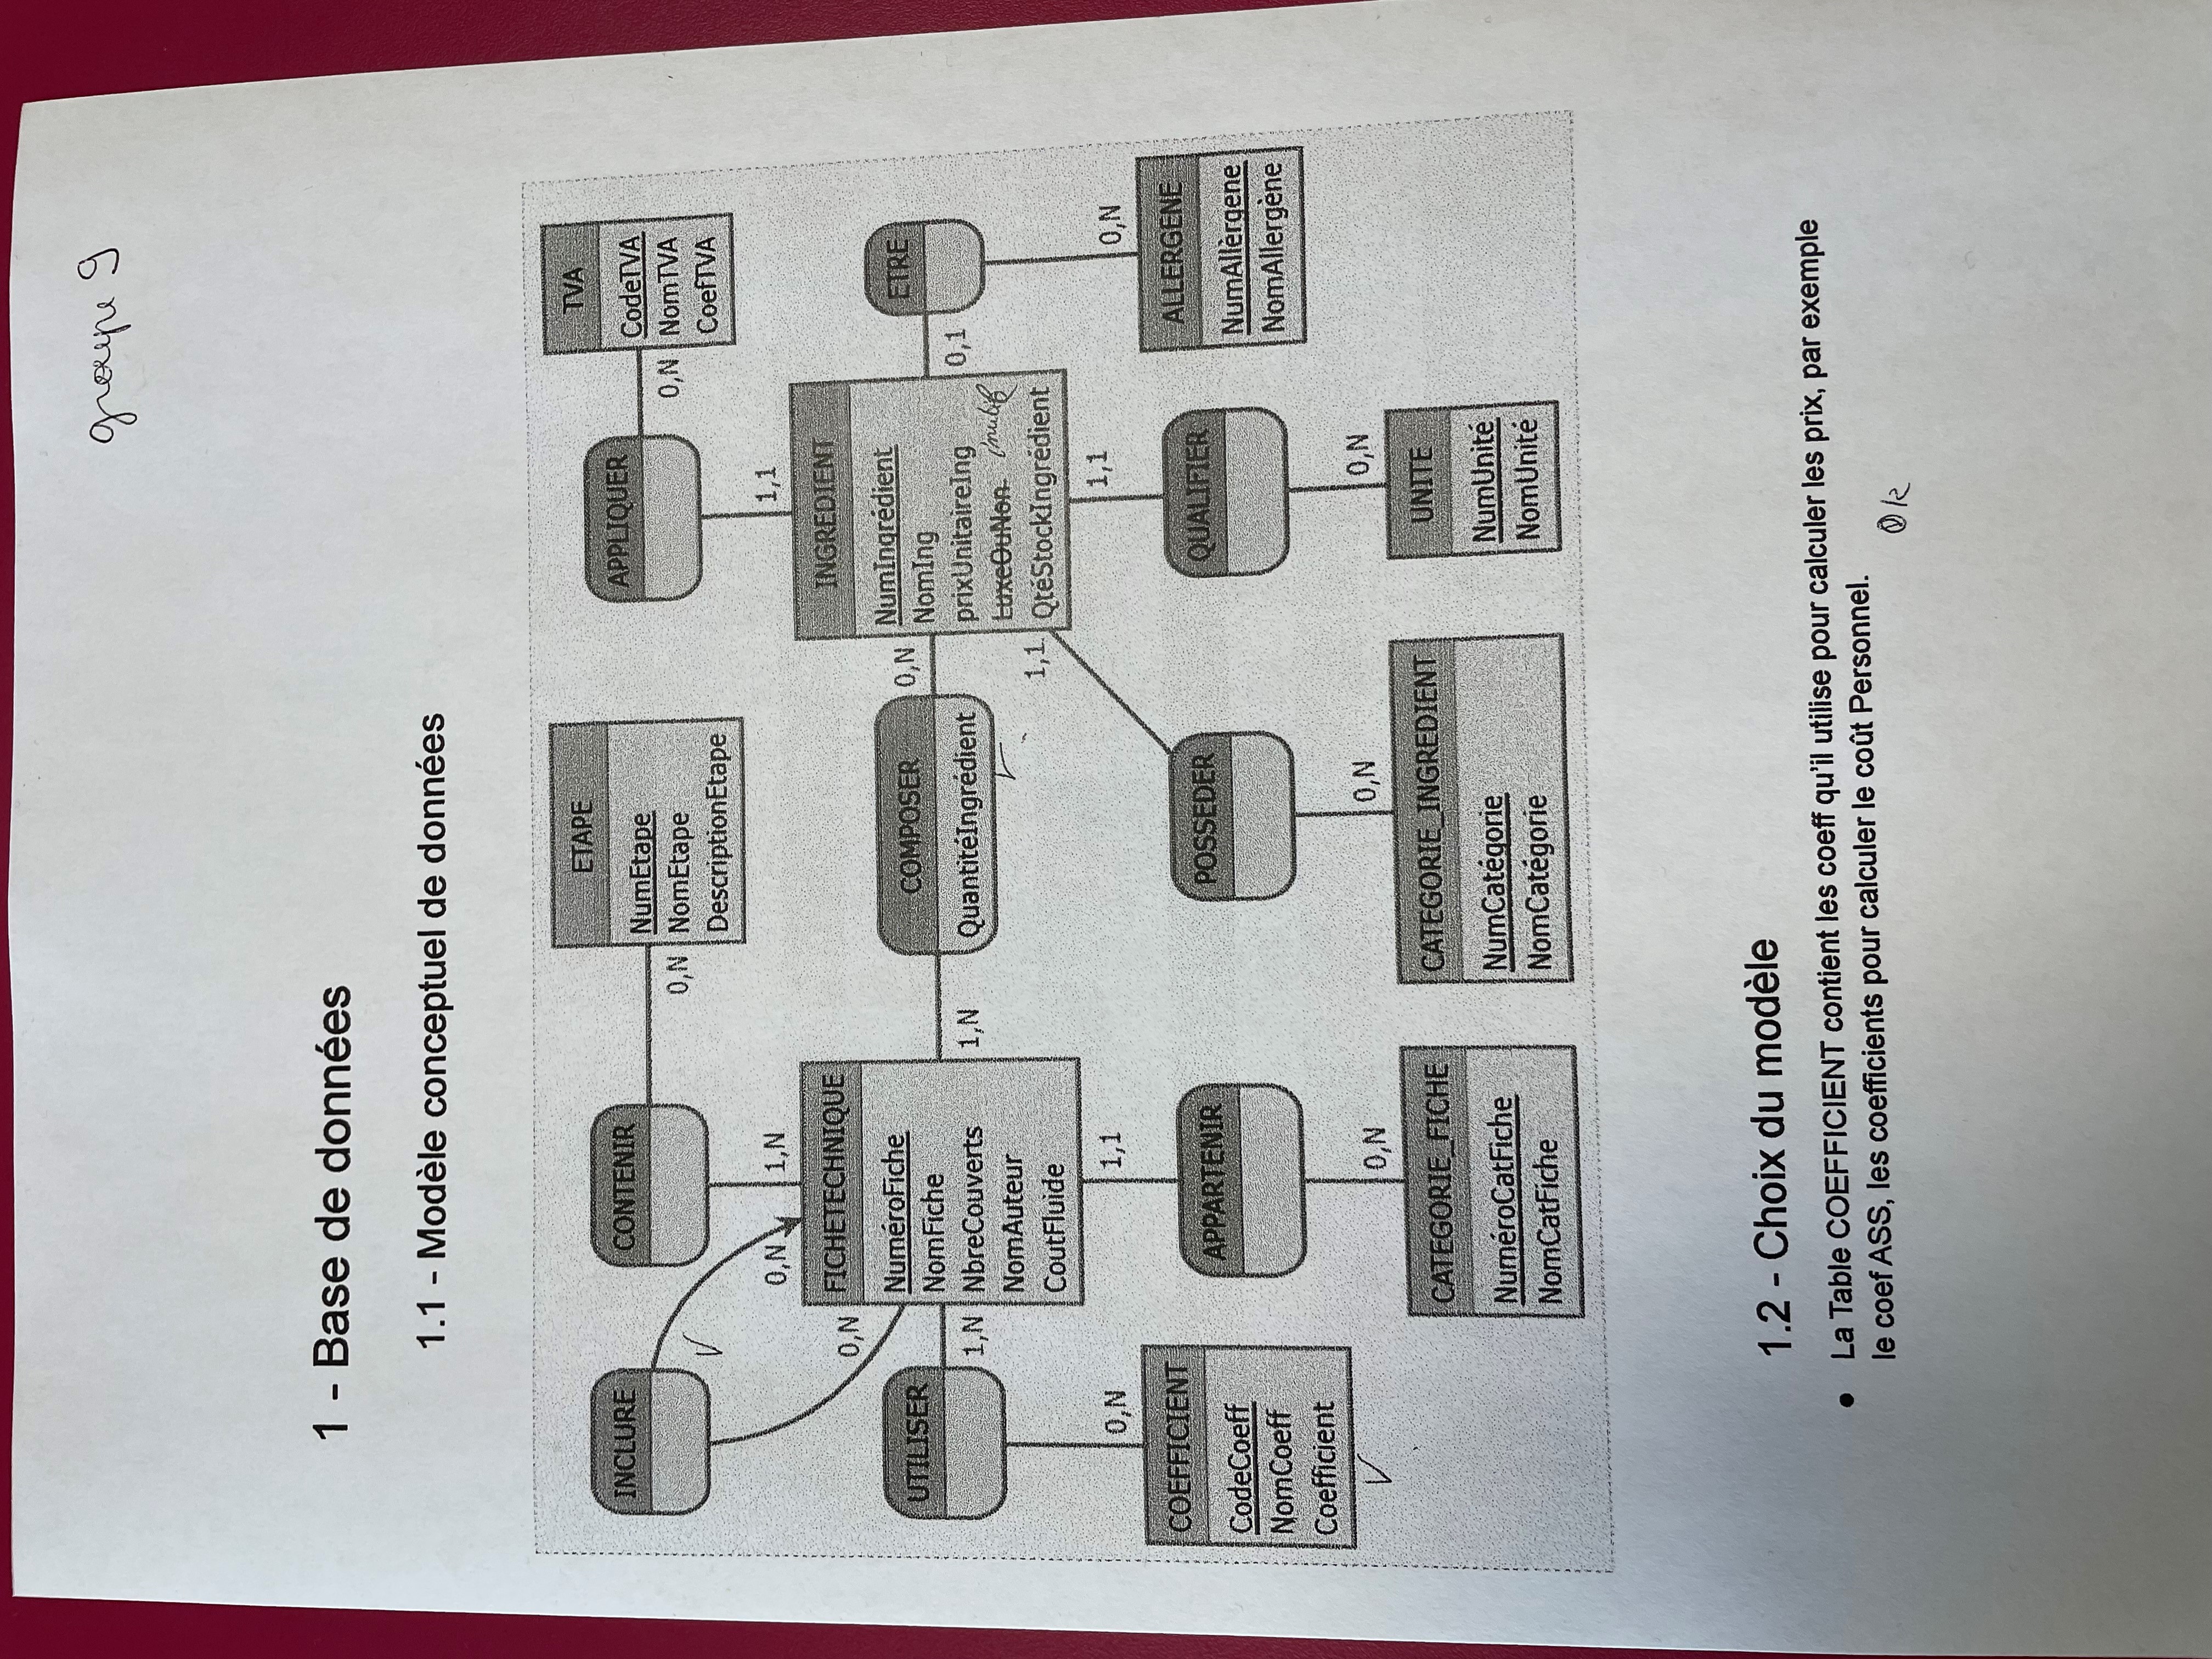 groupe 9
1 - Base de données
1.1 - Modèle conceptuel de données
INCLURE
CONTENIR
0,N
1,N
0,N
ETAPE
NumEtape
NomEtape
DescriptionEtape
0,N
APPLIQUER
1,1
0,N
TVA
CodeTVA
NomTVA
CoefTVA
FICHETECHNIQUE
NuméroFiche
NomFiche
NbreCouverts
NomAuteur
CoutFluide
UTILISER
1,N
0,N
1,N
COMPOSER
QuantitéIngrédient
0,N
INGREDIENT
NumIngrédient
NomIng
prixUnitaireIng
LuxeOuNon inutile
QtéStockIngrédient
0,1
ETRE
0,N
1,1
1,1
1,1
COEFFICIENT
CodeCoeff
NomCoeff
Coefficient
APPARTENIR
0,N
POSSEDER
0,N
QUALIFIER
0,N
ALLERGENE
NumAllèrgene
NomAllergène
CATEGORIE_FICHE
NuméroCatFiche
NomCatFiche
CATEGORIE_INGREDIENT
NumCatégorie
NomCatégorie
UNITE
NumUnité
NomUnité
1.2 - Choix du modèle
● La Table COEFFICIENT contient les coeff qu'il utilise pour calculer les prix, par exemple
le coef ASS, les coefficients pour calculer le coût Personnel.
Ok